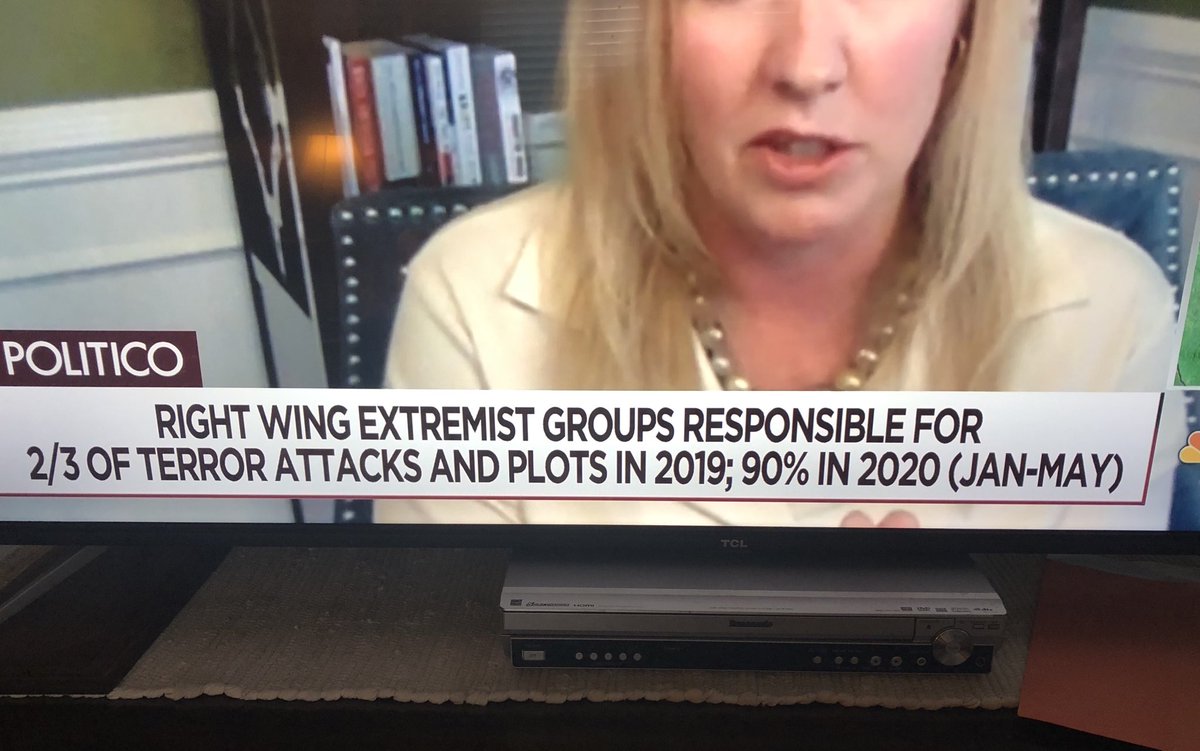 POLITICO
RIGHT WING EXTREMIST GROUPS RESPONSIBLE FOR
2/3 OF TERROR ATTACKS AND PLOTS IN 2019; 90% IN 2020 (JAN-MAY)
TCL
HDMI
Panasonic